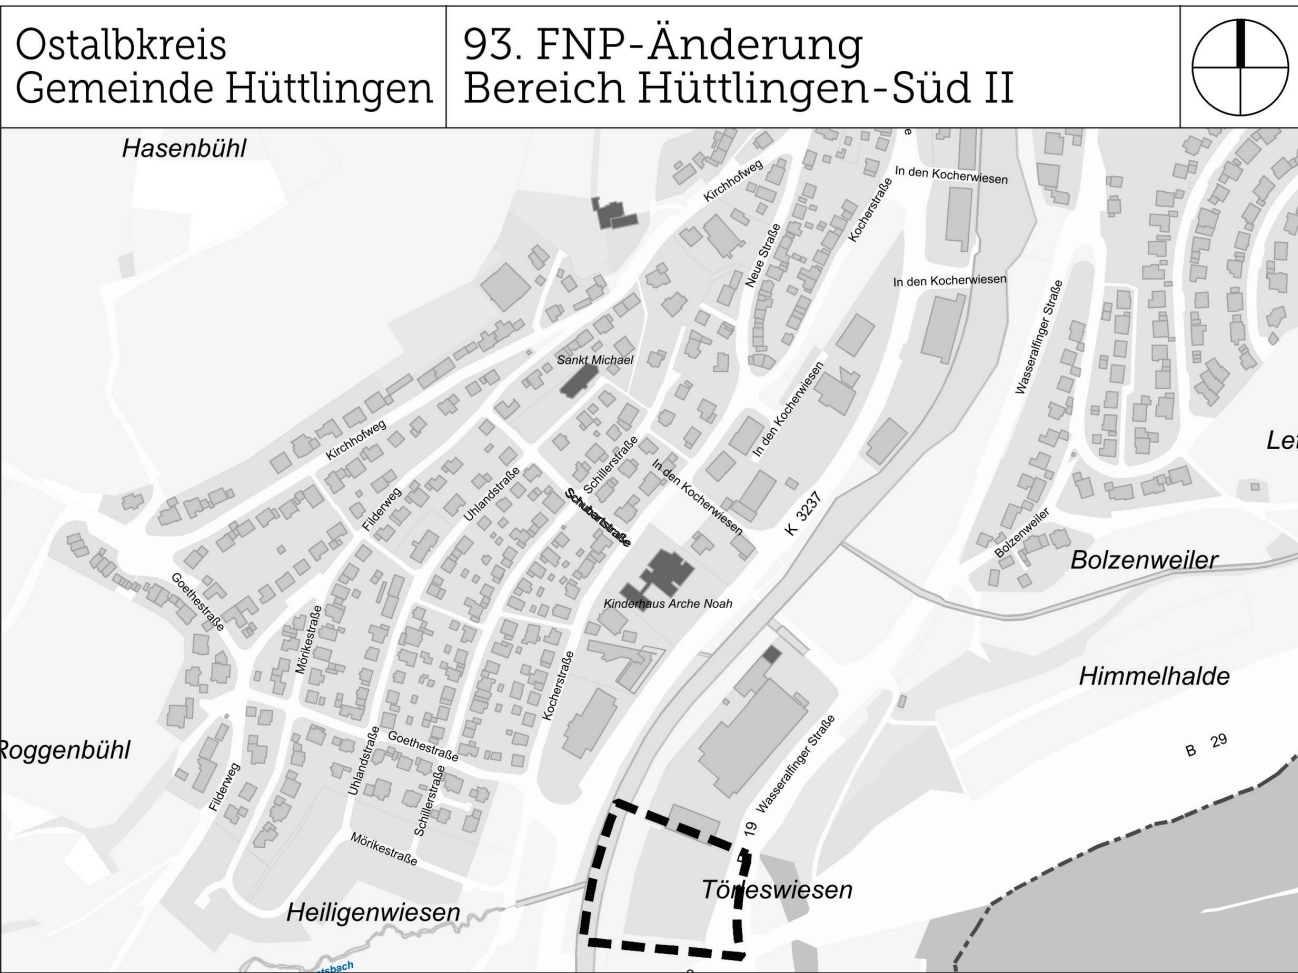 Ostalbkreis
Gemeinde Hüttlingen
93. FNP-Änderung
Bereich Hüttlingen-Süd II
Hasenbühl
Kirchhofweg
In den Kocherwiesen
Kocherstraße
Neue Straße
In den Kocherwiesen
Wasseralfinger Straße
Sankt Michael
In den Kocherwiesen
Kirchhofweg
Schillerstraße
In den Kocherwiesen
Uhlandstraße
Filderweg
Schubartstraße
K 3237
Bolzenweiler
Bolzenweiler
Goethestraße
Kinderhaus Arche Noah
Mörikestraße
Himmelhalde
Kocherstraße
B 29
Roggenbühl
Goethestraße
Uhlandstraße
Wasseralfinger Straße
Filderweg
Schillerstraße
19
Mörikestraße
Heiligenwiesen